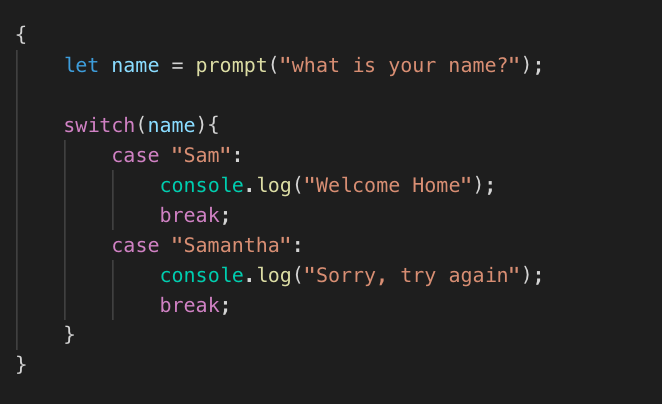 {
    let name = prompt("what is your name?");

    switch(name){
        case "Sam":
            console.log("Welcome Home");
            break;
        case "Samantha":
            console.log("Sorry, try again");
            break;
    }
}